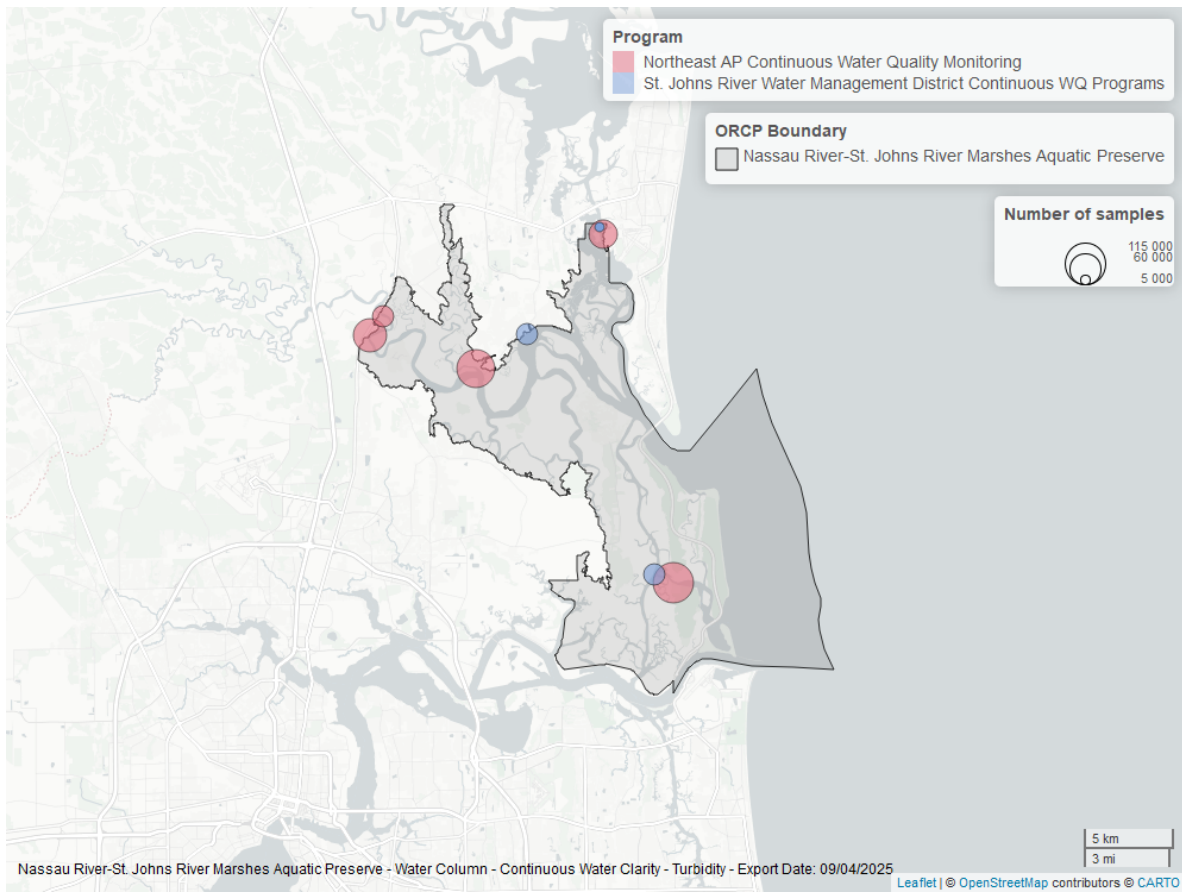 Program
Northeast AP Continuous Water Quality Monitoring
St. Johns River Water Management District Continuous WQ Programs
ORCP Boundary
Nassau River-St. Johns River Marshes Aquatic Preserve
Number of samples
115 000
60 000
5 000
5 km
3 mi
Nassau River-St. Johns River Marshes Aquatic Preserve - Water Column - Continuous Water Clarity - Turbidity - Export Date: 09/04/2025
Leaflet | © OpenStreetMap contributors © CARTO